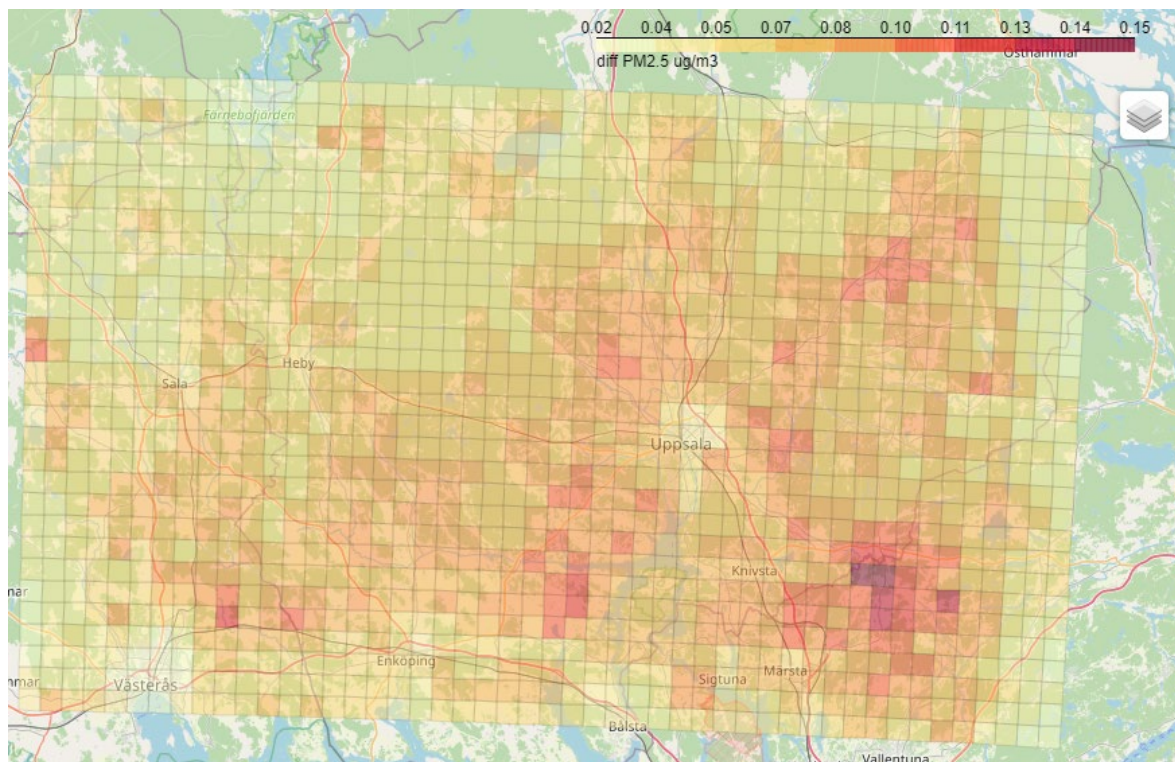 0.02 0.04 0.05 0.07 0.08 0.10 0.11 0.13 0.14 0.15
diff PM2.5 ug/m3
Östhammar
Färnebofjärden
Heby
Sala
Uppsala
Knivsta
Enköping
Märsta
Sigtuna
Västerås
Bålsta
Vallentuna